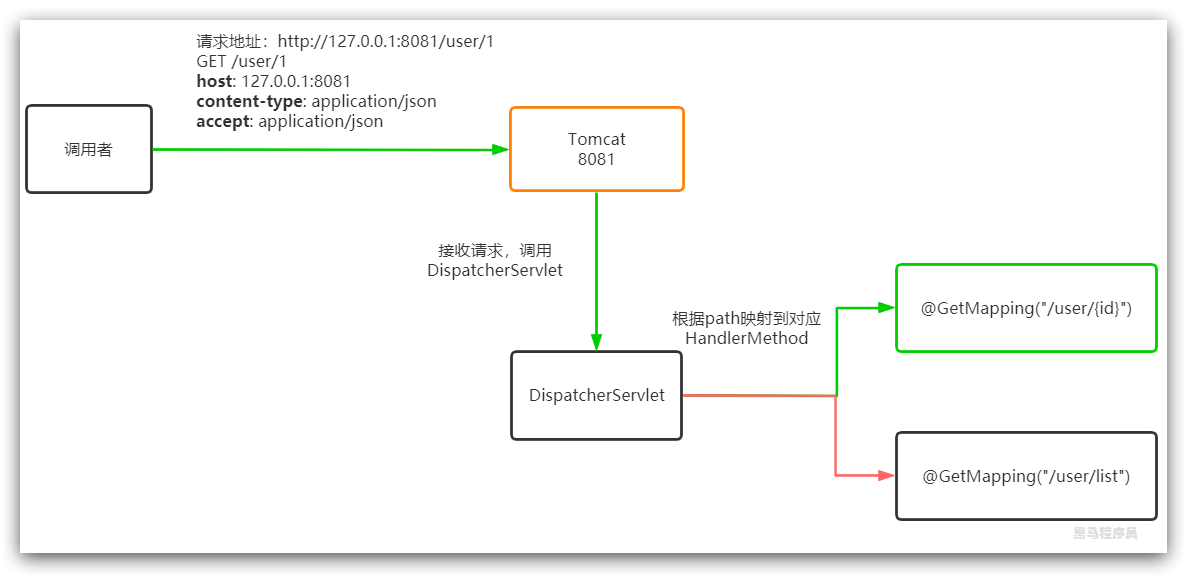 请求地址：http://127.0.0.1:8081/user/1
GET /user/1
host: 127.0.0.1:8081
content-type: application/json
accept: application/json
调用者
Tomcat
8081
接收请求，调用
DispatcherServlet
根据path映射到对应
HandlerMethod
@GetMapping("/user/{id}")
DispatcherServlet
@GetMapping("/user/list")
黑马程序员